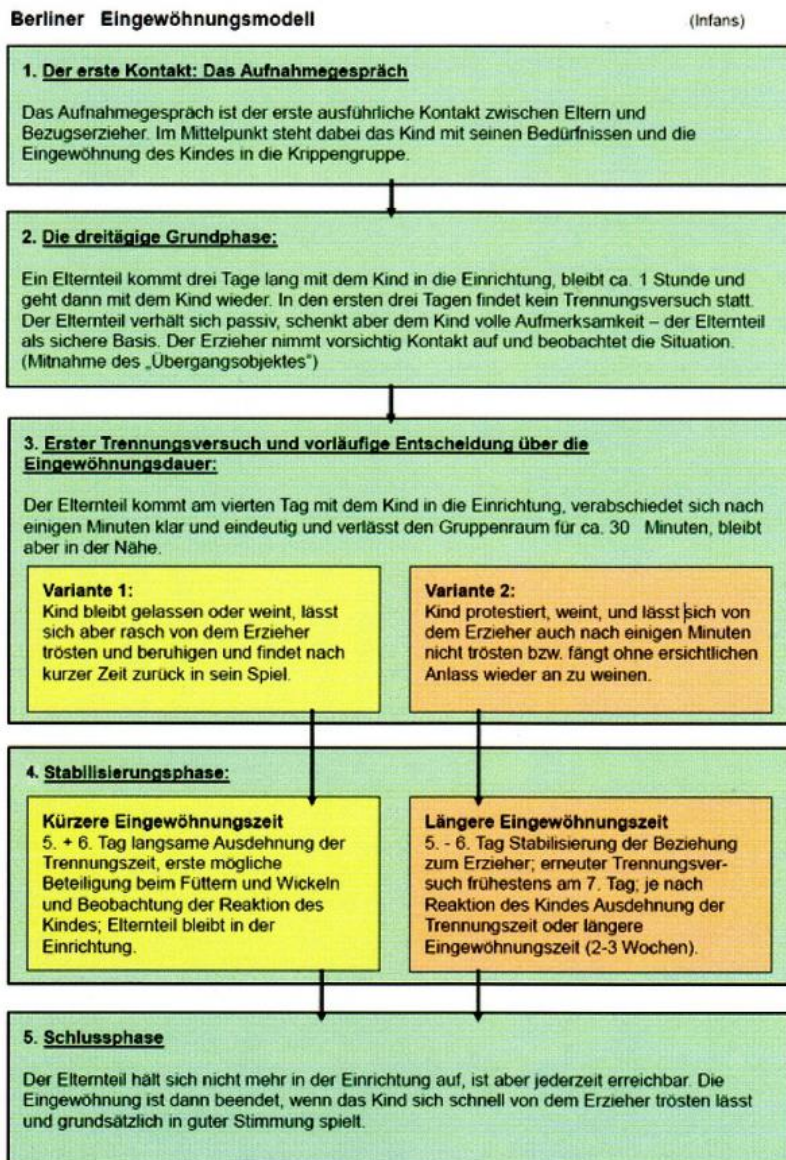 Berliner Eingewöhnungsmodell (Infans)
1. Der erste Kontakt: Das Aufnahmegespräch
Das Aufnahmegespräch ist der erste ausführliche Kontakt zwischen Eltern und
Bezugserzieher. Im Mittelpunkt steht dabei das Kind mit seinen Bedürfnissen und die
Eingewöhnung des Kindes in die Krippengruppe.
2. Die dreitägige Grundphase:
Ein Elternteil kommt drei Tage lang mit dem Kind in die Einrichtung, bleibt ca. 1 Stunde und
geht dann mit dem Kind wieder. In den ersten drei Tagen findet kein Trennungsversuch statt.
Der Elternteil verhält sich passiv, schenkt aber dem Kind volle Aufmerksamkeit – der Elternteil
als sichere Basis. Der Erzieher nimmt vorsichtig Kontakt auf und beobachtet die Situation.
(Mitnahme des „Übergangsobjektes“)
3. Erster Trennungsversuch und vorläufige Entscheidung über die
Eingewöhnungsdauer:
Der Elternteil kommt am vierten Tag mit dem Kind in die Einrichtung, verabschiedet sich nach
einigen Minuten klar und eindeutig und verlässt den Gruppenraum für ca. 30 Minuten, bleibt
aber in der Nähe.
Variante 1:
Kind bleibt gelassen oder weint, lässt
sich aber rasch von dem Erzieher
trösten und beruhigen und findet nach
kurzer Zeit zurück in sein Spiel.
Variante 2:
Kind protestiert, weint, und lässt sich von
dem Erzieher auch nach einigen Minuten
nicht trösten bzw. fängt ohne ersichtlichen
Anlass wieder an zu weinen.
4. Stabilisierungsphase:
Kürzere Eingewöhnungszeit
5. + 6. Tag langsame Ausdehnung der
Trennungszeit, erste mögliche
Beteiligung beim Füttern und Wickeln
und Beobachtung der Reaktion des
Kindes; Elternteil bleibt in der
Einrichtung.
Längere Eingewöhnungszeit
5. - 6. Tag Stabilisierung der Beziehung
zum Erzieher; erneuter Trennungsver-
such frühestens am 7. Tag; je nach
Reaktion des Kindes Ausdehnung der
Trennungszeit oder längere
Eingewöhnungszeit (2-3 Wochen).
5. Schlussphase
Der Elternteil hält sich nicht mehr in der Einrichtung auf, ist aber jederzeit erreichbar. Die
Eingewöhnung ist dann beendet, wenn das Kind sich schnell von dem Erzieher trösten lässt
und grundsätzlich in guter Stimmung spielt.